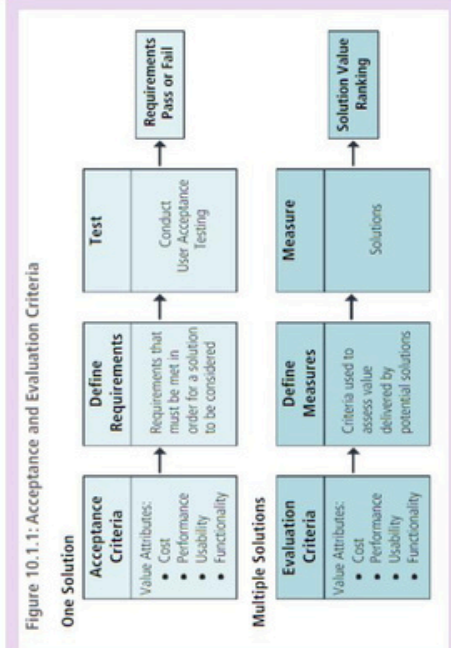 Figure 10.1.1: Acceptance and Evaluation Criteria
One Solution
Acceptance
Criteria
Value Attributes:
• Cost
• Performance
• Usability
• Functionality
Define
Requirements
Requirements that
must be met in
order for a solution
to be considered
Test
Conduct
User Acceptance
Testing
Requirements
Pass or Fail
Multiple Solutions
Evaluation
Criteria
Value Attributes:
• Cost
• Performance
• Usability
• Functionality
Define
Measures
Criteria used to
assess value
delivered by
potential solutions
Measure
Solutions
Solution Value
Ranking